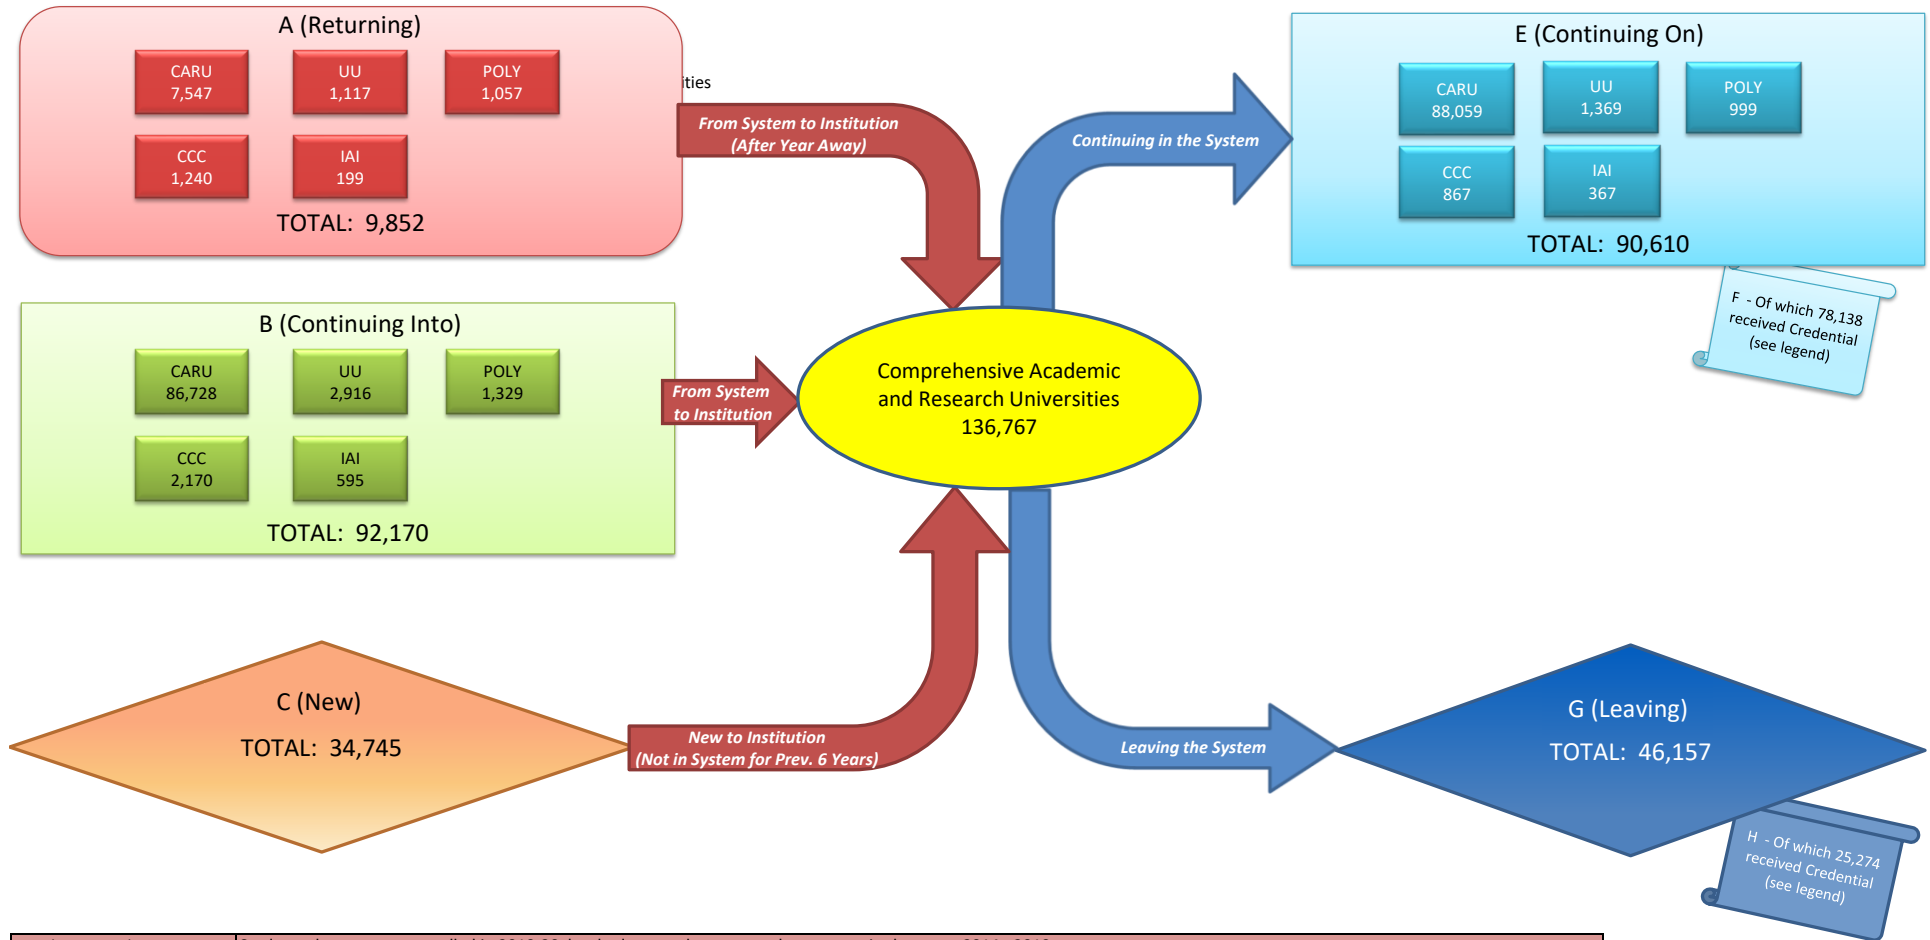 A (Returning)
CARU
7,547
UU
1,117
POLY
1,057
CCC
1,240
IAI
199
TOTAL: 9,852
ities
From System to Institution
(After Year Away)
Continuing in the System
E (Continuing On)
CARU
88,059
UU
1,369
POLY
999
CCC
867
IAI
367
TOTAL: 90,610
F - Of which 78,138
received Credential
(see legend)
B (Continuing Into)
CARU
86,728
UU
2,916
POLY
1,329
CCC
2,170
IAI
595
TOTAL: 92,170
From System
to Institution
Comprehensive Academic
and Research Universities
136,767
C (New)
TOTAL: 34,745
New to Institution
(Not in System for Prev. 6 Years)
Leaving the System
G (Leaving)
TOTAL: 46,157
H - Of which 25,274
received Credential
(see legend)